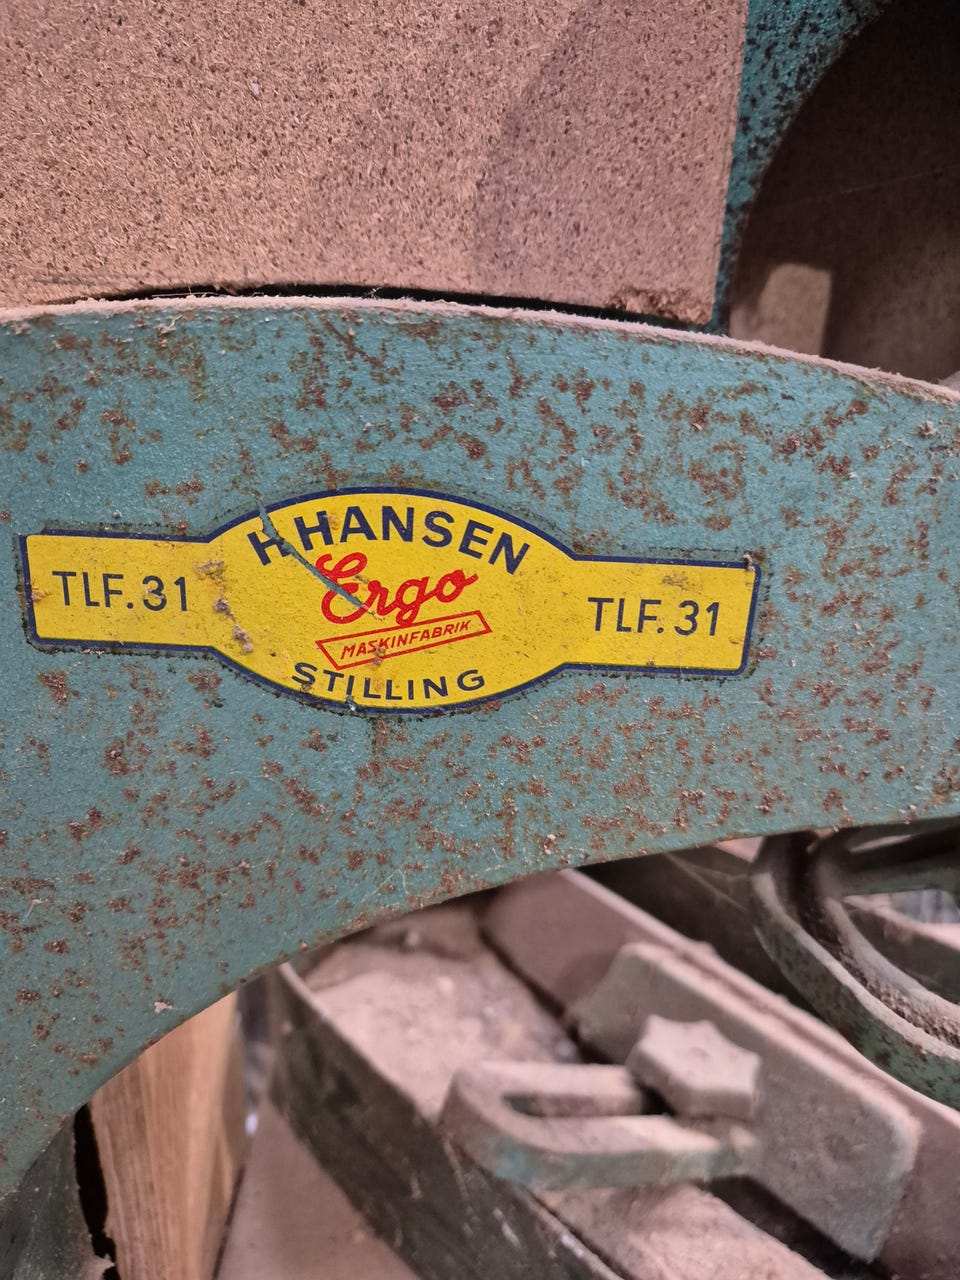 H HANSEN
Ergo
MASKINFABRIK
STILLING
TLF. 31
TLF. 31